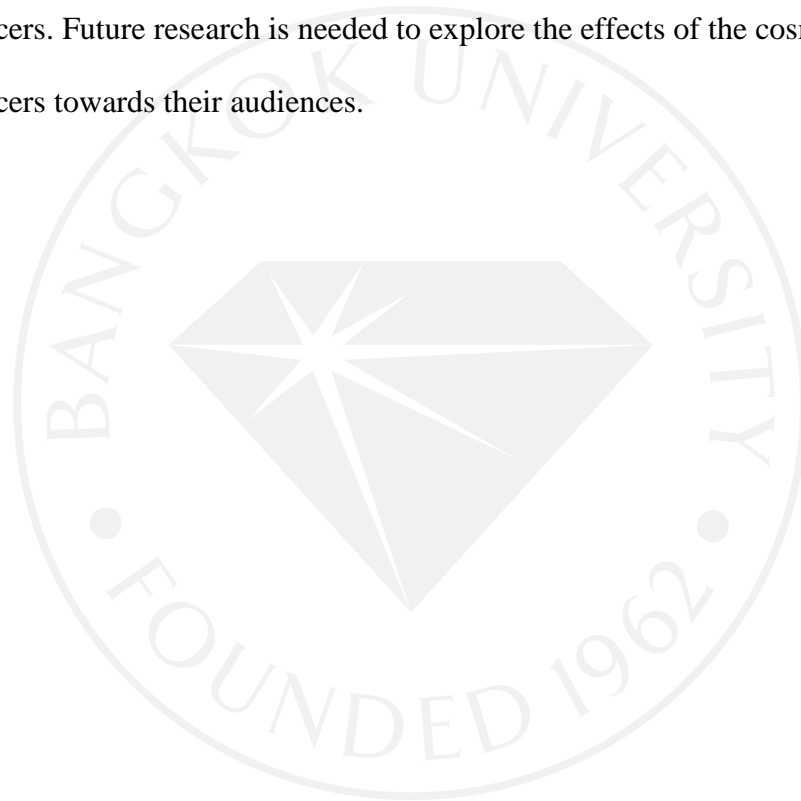 cers. Future research is needed to explore the effects of the cos
cers towards their audiences.
BANGKOK UNIVERSITY
FOUNDED 1962